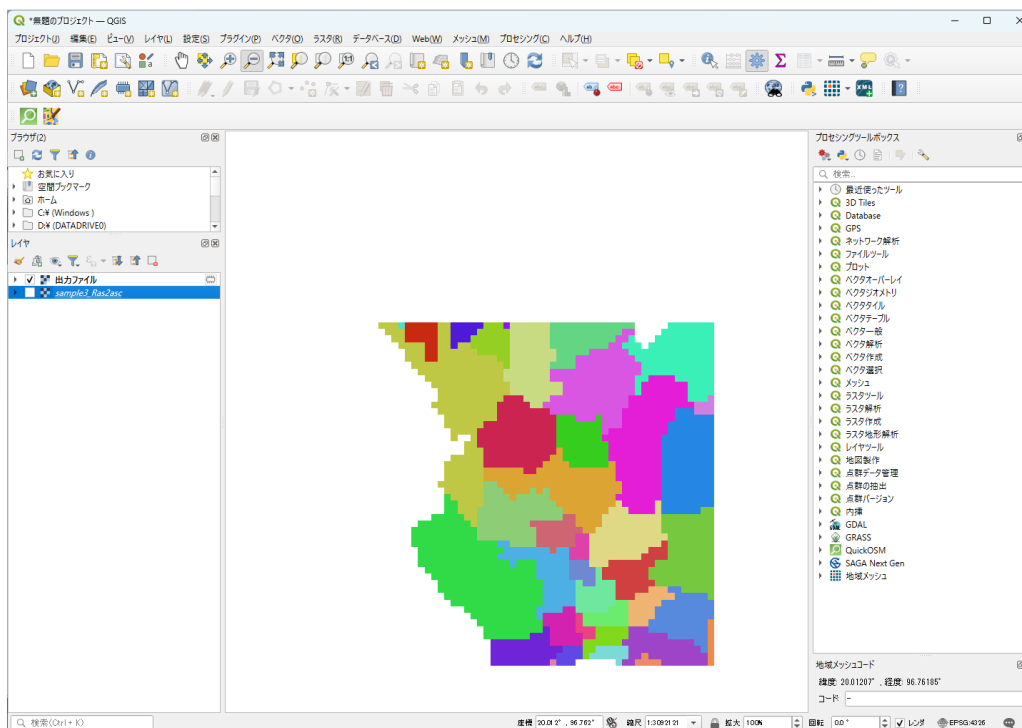 *無題のプロジェクト — QGIS
プロジェクト(J) 編集(E) ビュー(V) レイヤ(L) 設定(S) プラグイン(P) ベクタ(O) ラスタ(R) データベース(D) Web(W) メッシュ(M) プロセシング(C) ヘルプ(H)
ブラウザ(2)
お気に入り
空間ブックマーク
ホーム
C:¥ (Windows )
D:¥ (DATADRIVE0)
レイヤ
出力ファイル
sample3_Ras2asc
検索(Ctrl + K)
プロセシングツールボックス
検索...
最近使ったツール
3D Tiles
Database
GPS
ネットワーク解析
ファイルツール
プロット
ベクタオーバーレイ
ベクタジオメトリ
ベクタタイル
ベクタテーブル
ベクタ一般
ベクタ解析
ベクタ作成
ベクタ選択
メッシュ
ラスタツール
ラスタ解析
ラスタ作成
ラスタ地形解析
レイヤツール
地図製作
点群データ管理
点群の抽出
点群バージョン
内挿
GDAL
GRASS
QuickOSM
SAGA Next Gen
地域メッシュ
地域メッシュコード
緯度: 20.01207° , 経度: 96.76185°
コード -
座標 20.012° , 96.762° 縮尺 1:3092121 拡大 100% 回転 0.0° レンダ EPSG:4326